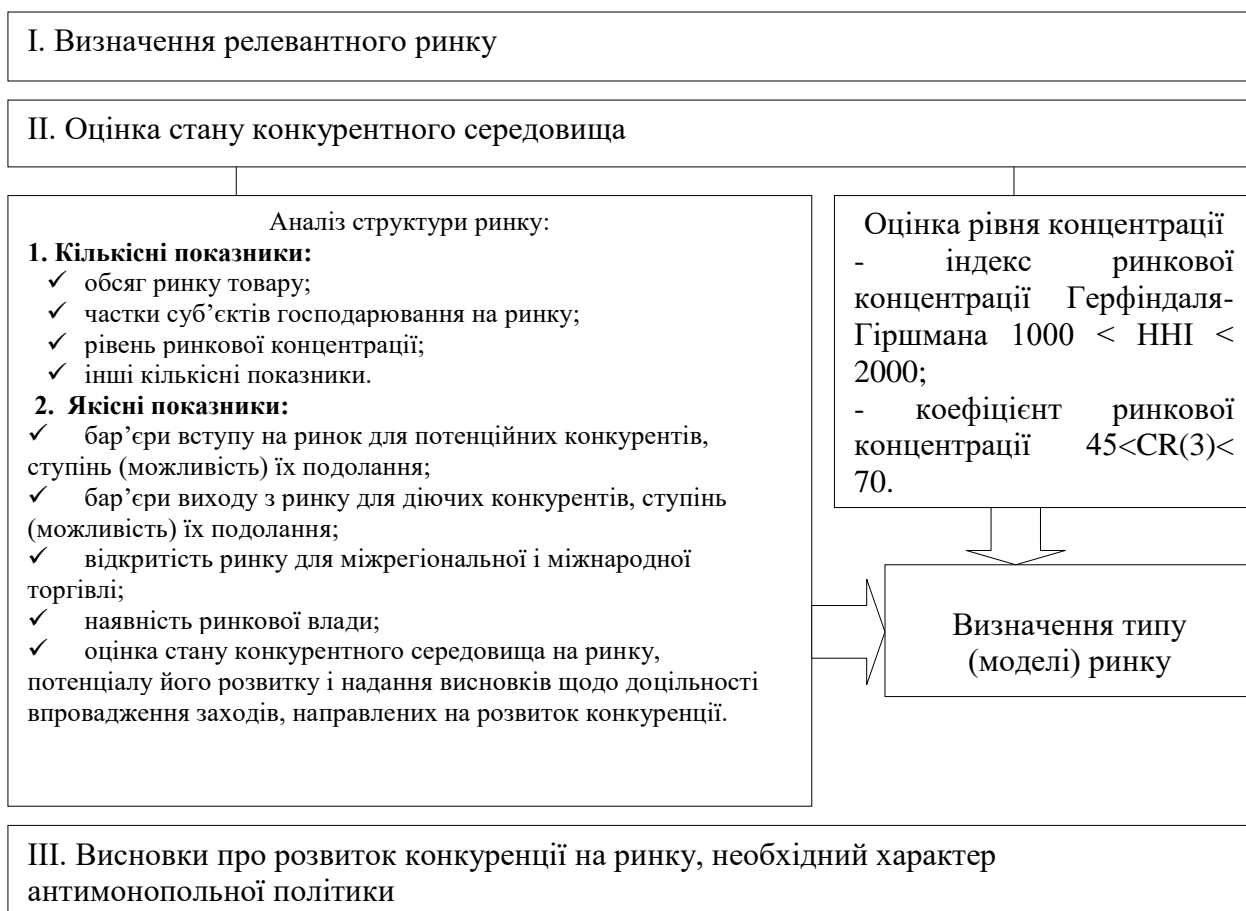 І. Визначення релевантного ринку
ІІ. Оцінка стану конкурентного середовища
Аналіз структури ринку:
1. Кількісні показники:
✓ обсяг ринку товару;
✓ частки суб’єктів господарювання на ринку;
✓ рівень ринкової концентрації;
✓ інші кількісні показники.
2. Якісні показники:
✓ бар’єри вступу на ринок для потенційних конкурентів,
ступінь (можливість) їх подолання;
✓ бар’єри виходу з ринку для діючих конкурентів, ступінь
(можливість) їх подолання;
✓ відкритість ринку для міжрегіональної і міжнародної
торгівлі;
✓ наявність ринкової влади;
✓ оцінка стану конкурентного середовища на ринку,
потенціалу його розвитку і надання висновків щодо доцільності
впровадження заходів, направлених на розвиток конкуренції.
Оцінка рівня концентрації
- індекс ринкової
концентрації Герфіндаля-
Гіршмана 1000 < ННІ <
2000;
- коефіцієнт ринкової
концентрації 45<CR(3)<
70.
Визначення типу
(моделі) ринку
ІІІ. Висновки про розвиток конкуренції на ринку, необхідний характер
антимонопольної політики